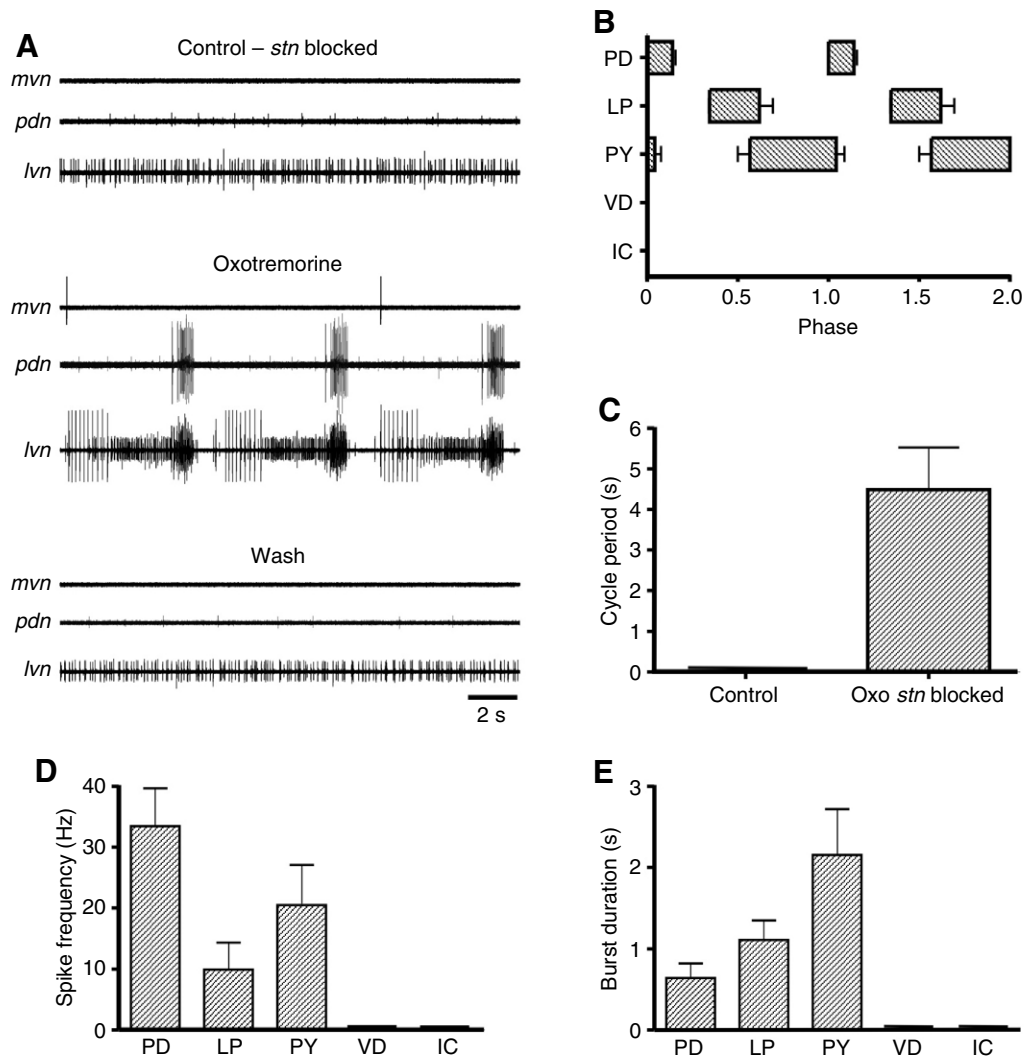 A
Control – stn blocked
mvn
pdn
lvn
Oxotremorine
mvn
pdn
lvn
Wash
mvn
pdn
lvn
2 s
B
PD
LP
PY
VD
IC
0 0.5 1.0 1.5 2.0
Phase
C
Cycle period (s)
6
5
4
3
2
1
0
Control Oxo stn blocked
D
Spike frequency (Hz)
40
30
20
10
0
PD LP PY VD IC
E
Burst duration (s)
3
2
1
0
PD LP PY VD IC